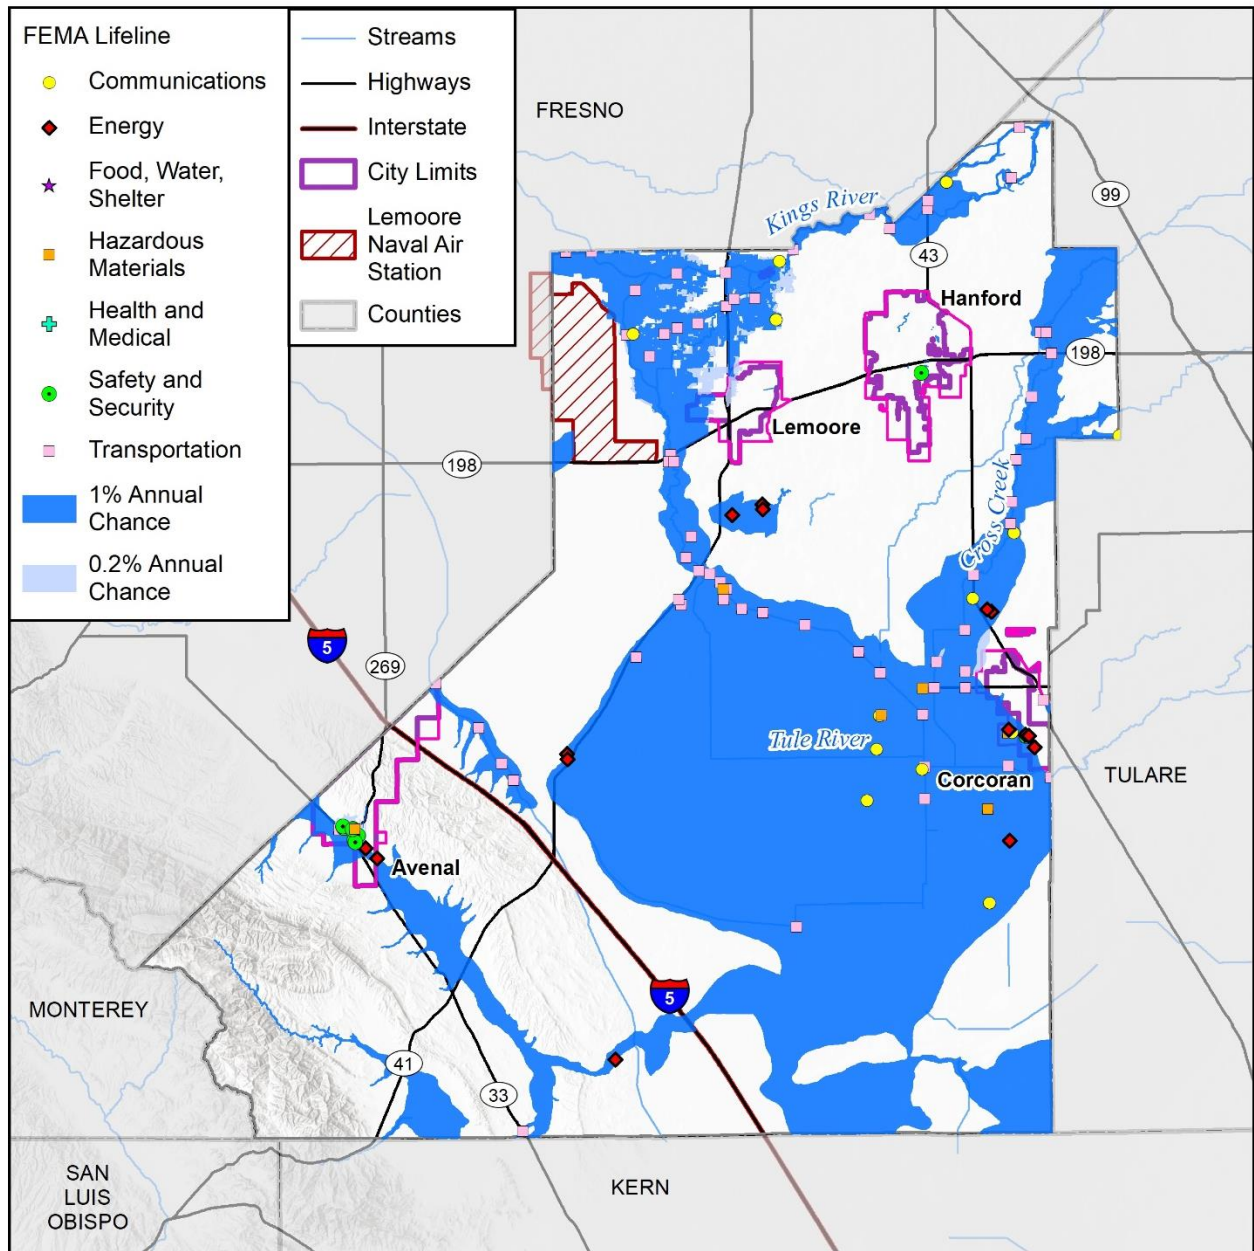 FEMA Lifeline
Communications
Energy
Food, Water,
Shelter
Hazardous
Materials
Health and
Medical
Safety and
Security
Transportation
1% Annual
Chance
0.2% Annual
Chance
Streams
Highways
Interstate
City Limits
Lemoore
Naval Air
Station
Counties
FRESNO
Kings River
99
43
Hanford
198
Lemoore
198
Cross Creek
5
269
Tule River
Corcoran
TULARE
Avenal
5
MONTEREY
41
33
SAN
LUIS
OBISPO
KERN